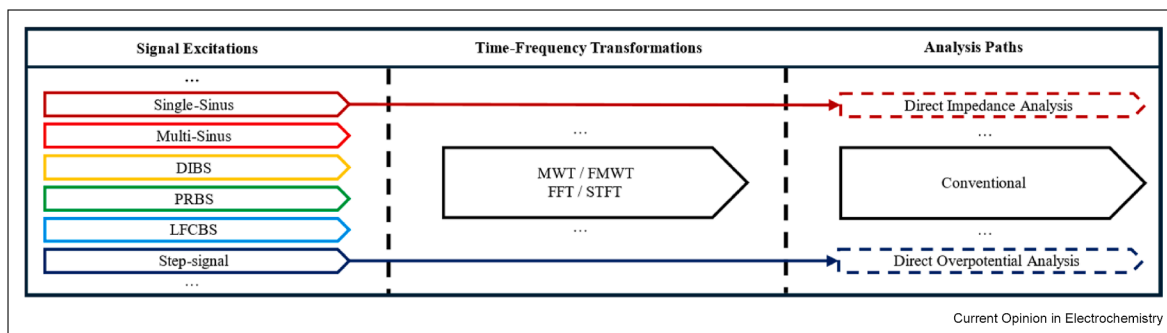 Signal Excitations
Time-Frequency Transformations
Analysis Paths
...
Single-Sinus
Direct Impedance Analysis
Multi-Sinus
...
...
DIBS
MWT / FMWT
FFT / STFT
Conventional
PRBS
LFCBS
...
...
Step-signal
Direct Overpotential Analysis
...
Current Opinion in Electrochemistry